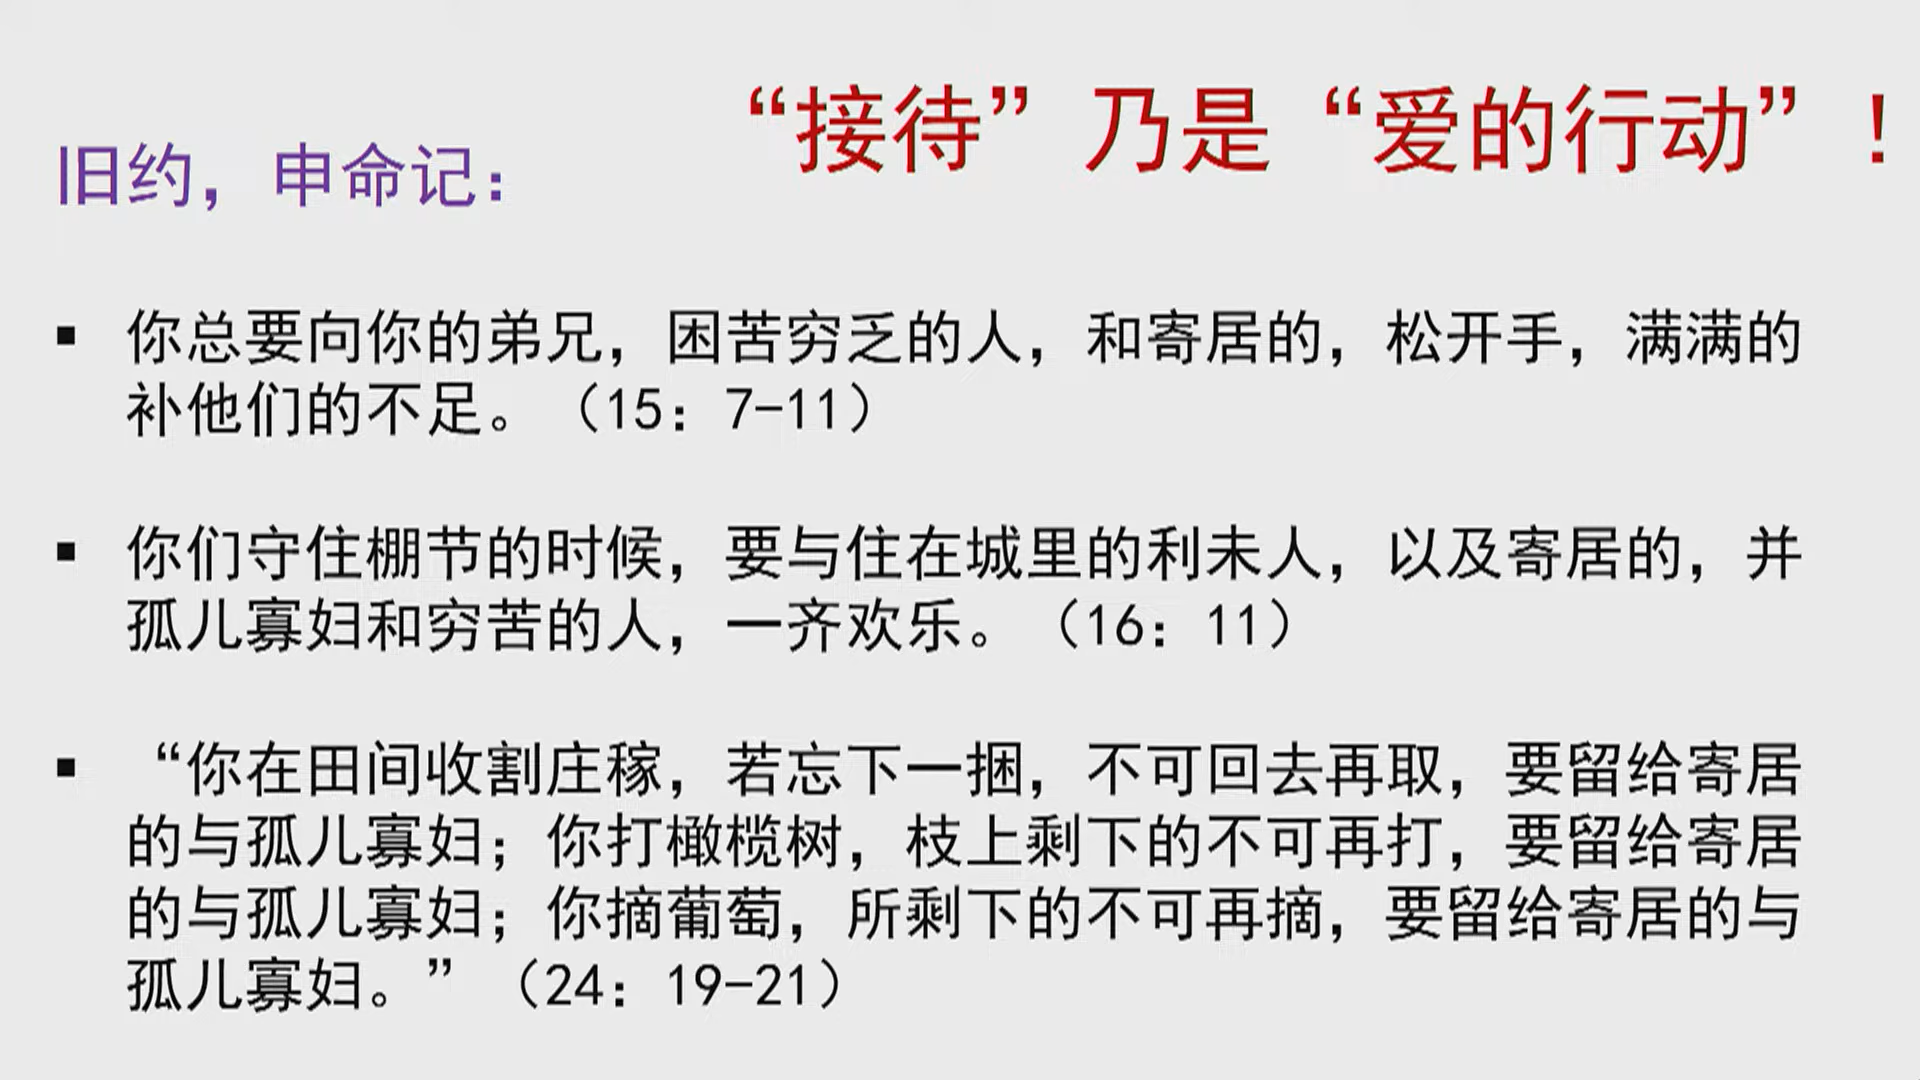 “接待”乃是“爱的行动”！
旧约，申命记：
▪ 你总要向你的弟兄，困苦穷乏的人，和寄居的，松开手，满满的
补他们的不足。（15：7-11）
▪ 你们守住棚节的时候，要与住在城里的利未人，以及寄居的，并
孤儿寡妇和穷苦的人，一齐欢乐。（16：11）
▪ “你在田间收割庄稼，若忘下一捆，不可回去再取，要留给寄居
的与孤儿寡妇；你打橄榄树，枝上剩下的不可再打，要留给寄居
的与孤儿寡妇；你摘葡萄，所剩下的不可再摘，要留给寄居的与
孤儿寡妇。”（24：19-21）